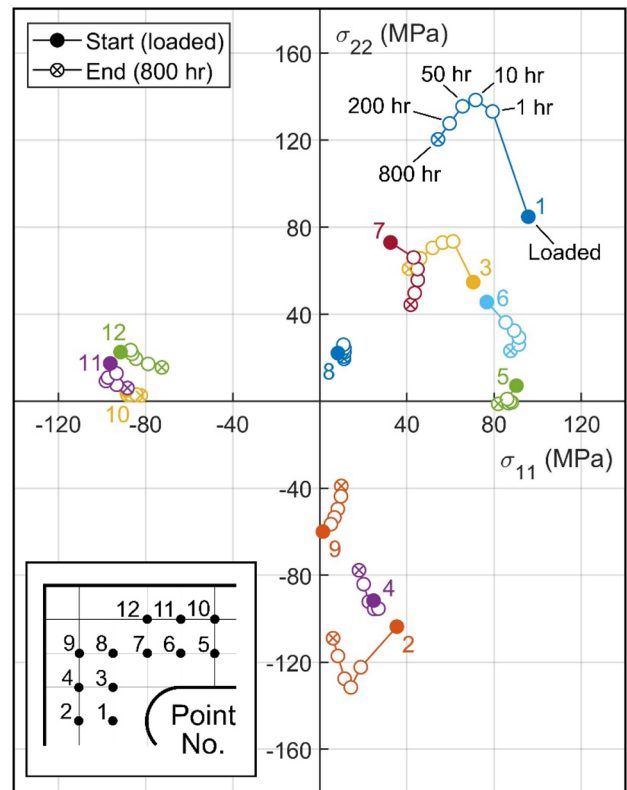 Start (loaded)
End (800 hr)
σ22 (MPa)
160
120
80
40
-40
-80
-120
-160
-120
-80
-40
40
80
120
σ11 (MPa)
50 hr
10 hr
200 hr
1 hr
800 hr
1
Loaded
7
3
6
12
11
10
8
5
9
4
2
12 11 10
9 8 7 6 5
4 3
2 1
Point
No.